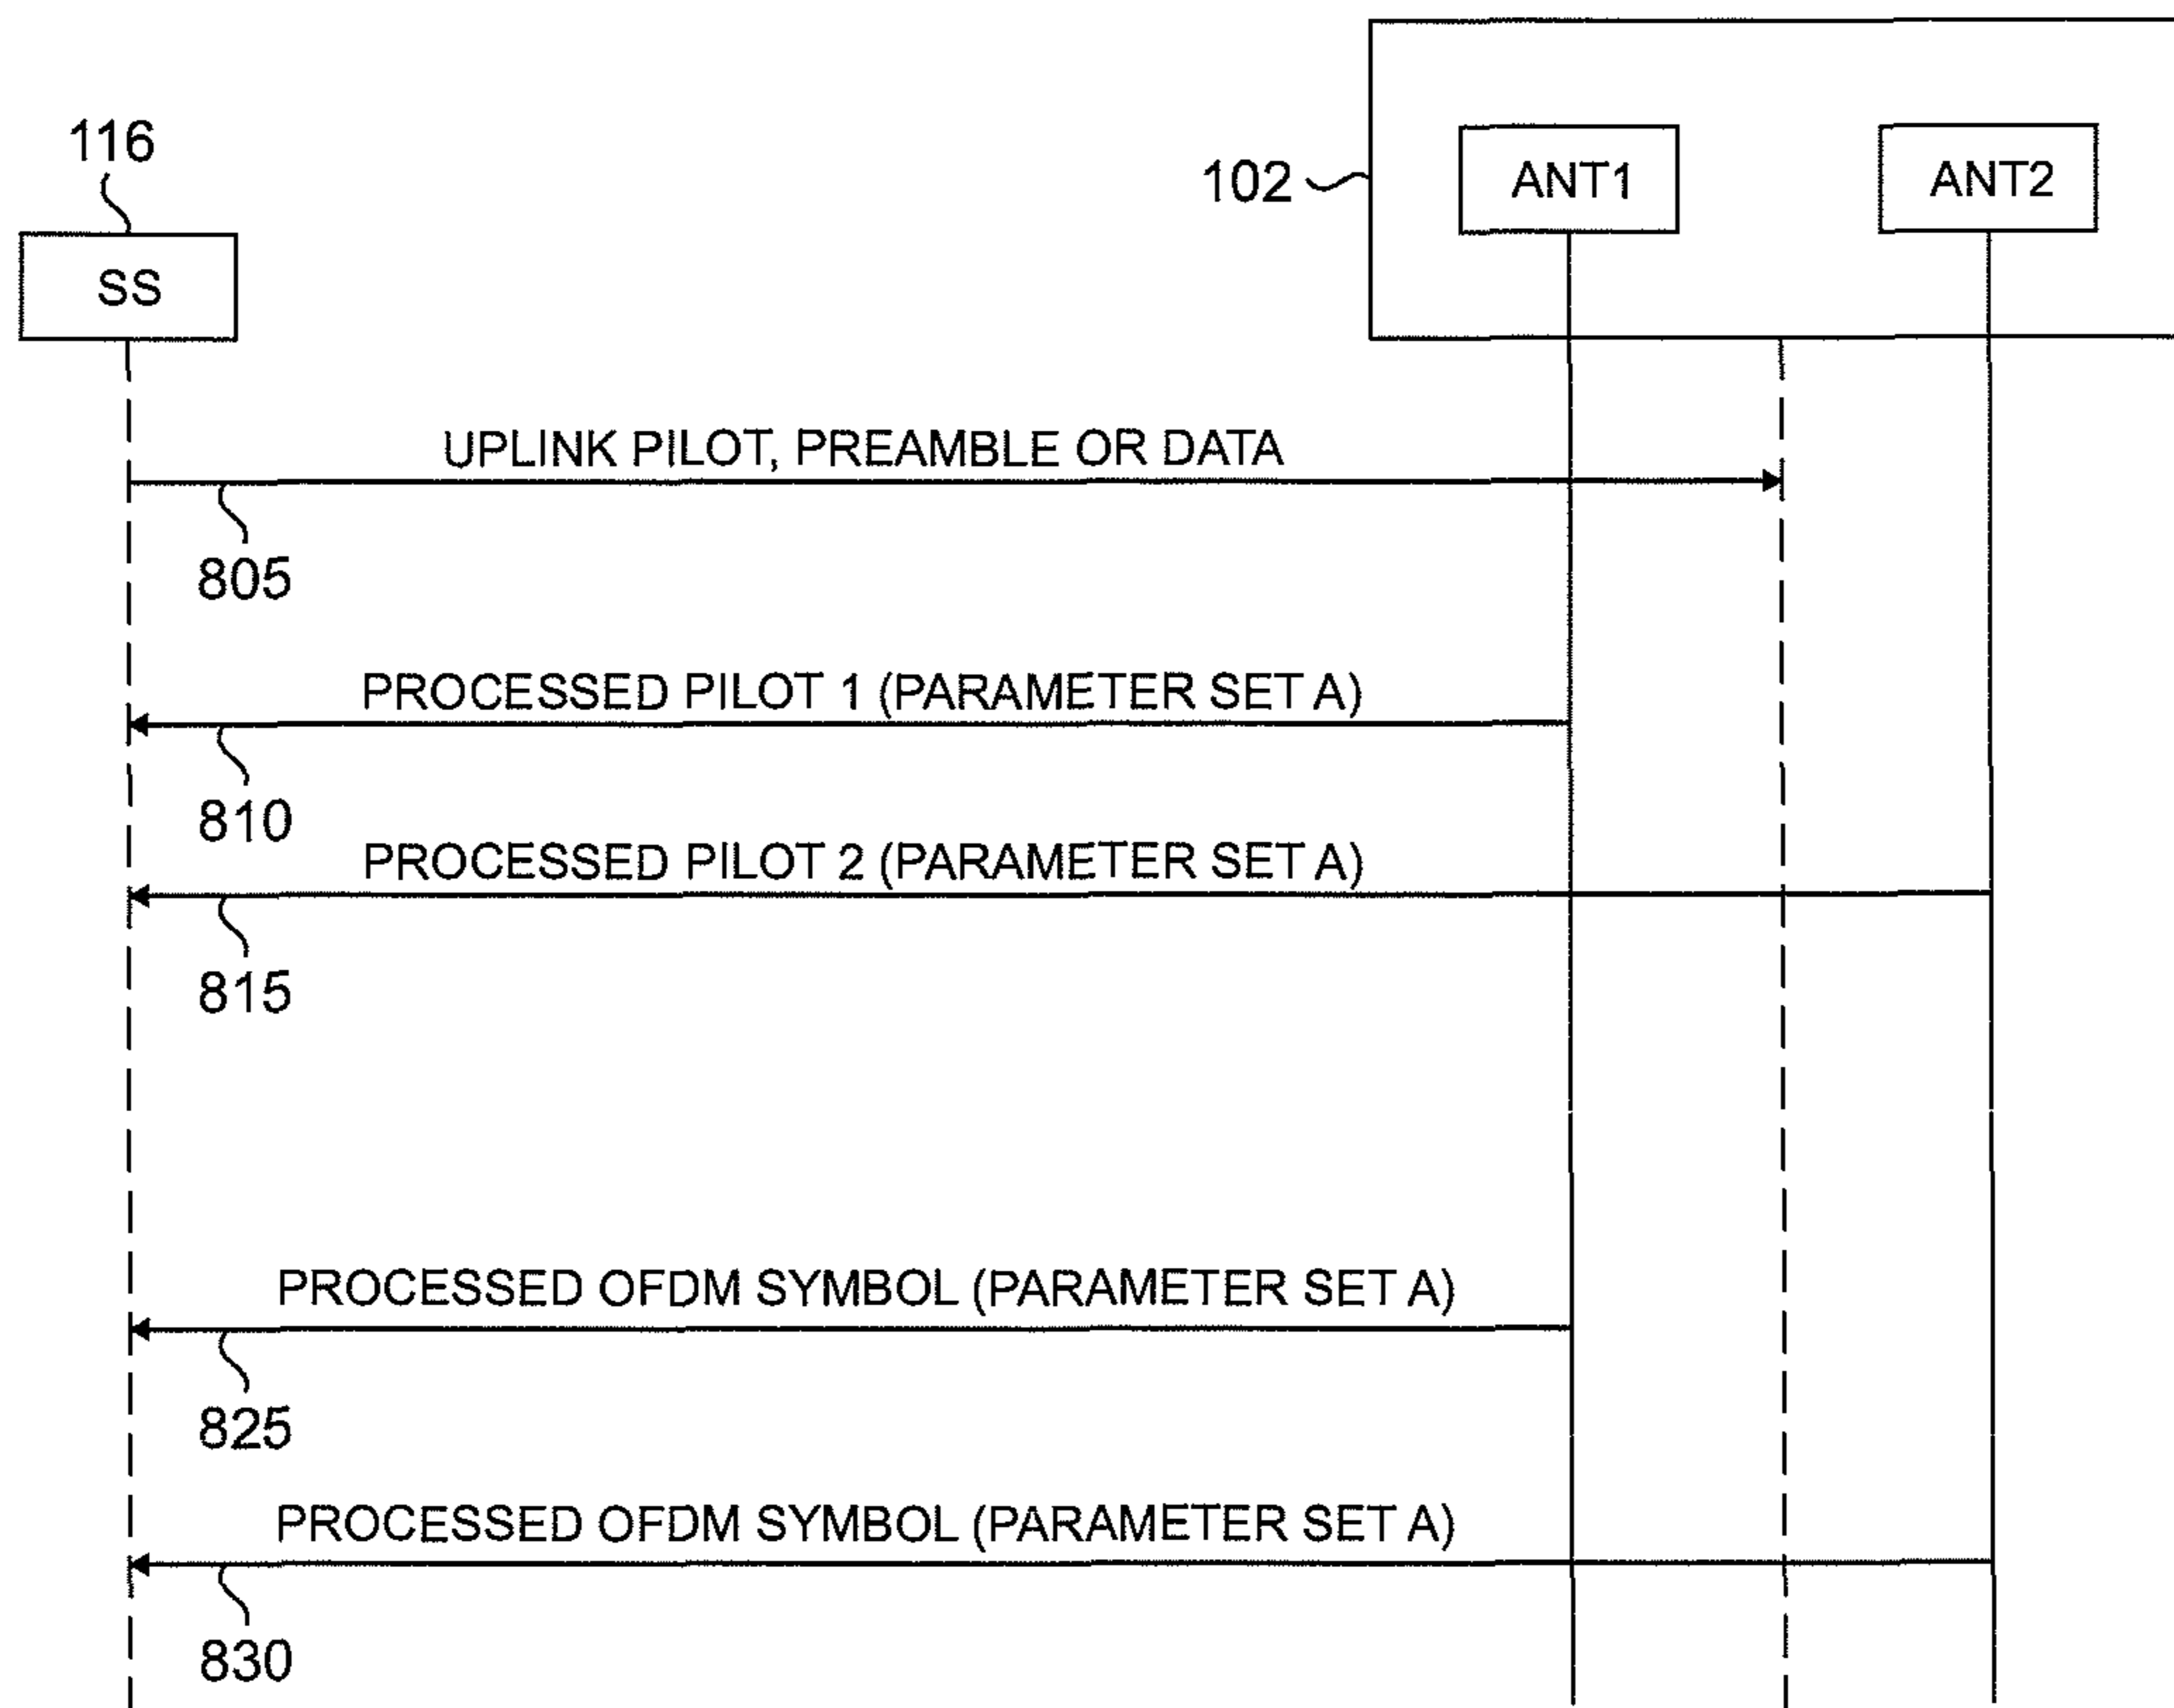 116
SS
102
ANT1
ANT2
UPLINK PILOT, PREAMBLE OR DATA
805
PROCESSED PILOT 1 (PARAMETER SET A)
810
PROCESSED PILOT 2 (PARAMETER SET A)
815
PROCESSED OFDM SYMBOL (PARAMETER SET A)
825
PROCESSED OFDM SYMBOL (PARAMETER SET A)
830